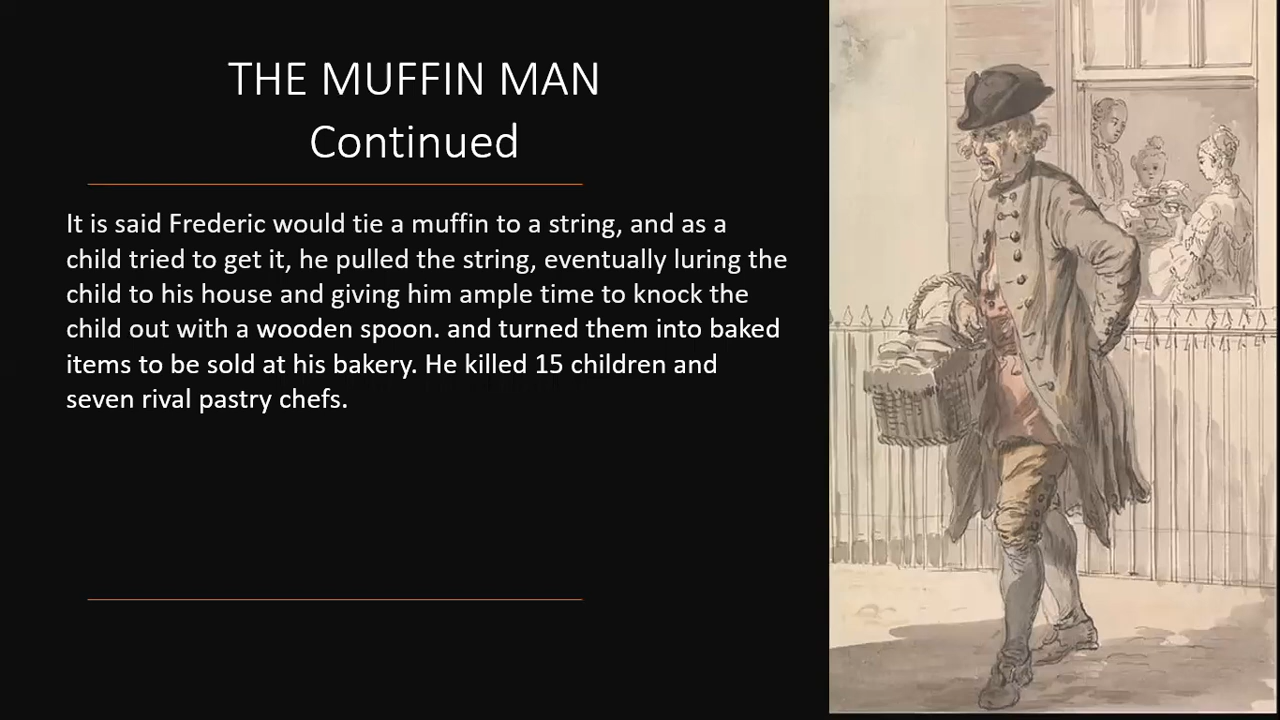 THE MUFFIN MAN
Continued
It is said Frederic would tie a muffin to a string, and as a
child tried to get it, he pulled the string, eventually luring the
child to his house and giving him ample time to knock the
child out with a wooden spoon. and turned them into baked
items to be sold at his bakery. He killed 15 children and
seven rival pastry chefs.